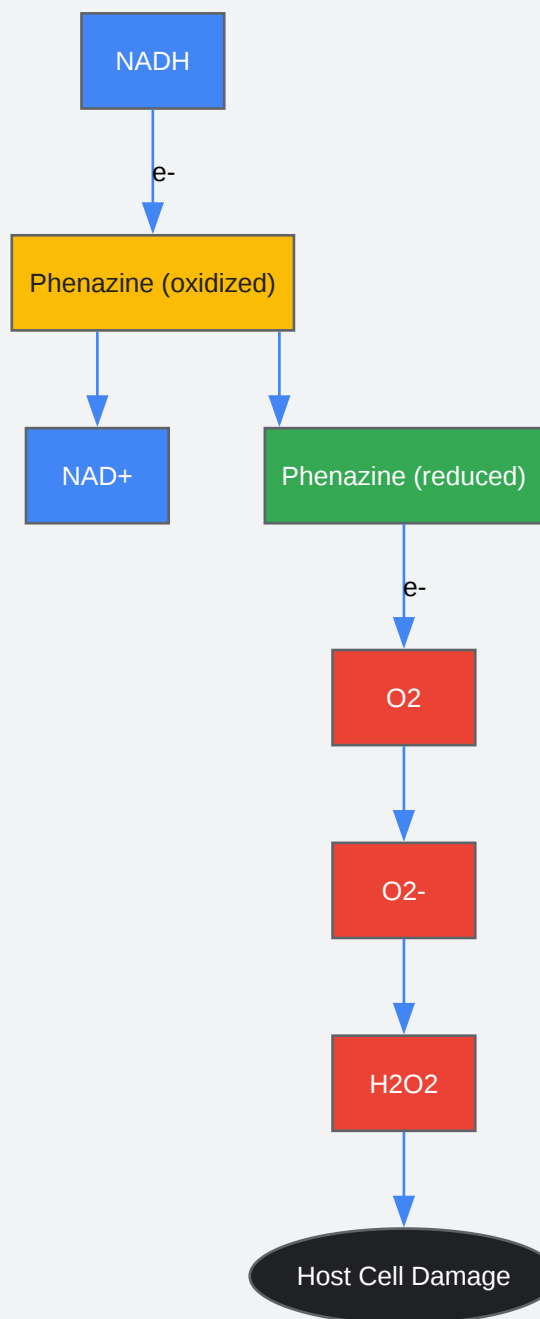 NADH
e-
Phenazine (oxidized)
NAD+
Phenazine (reduced)
e-
O2
O2-
H2O2
Host Cell Damage